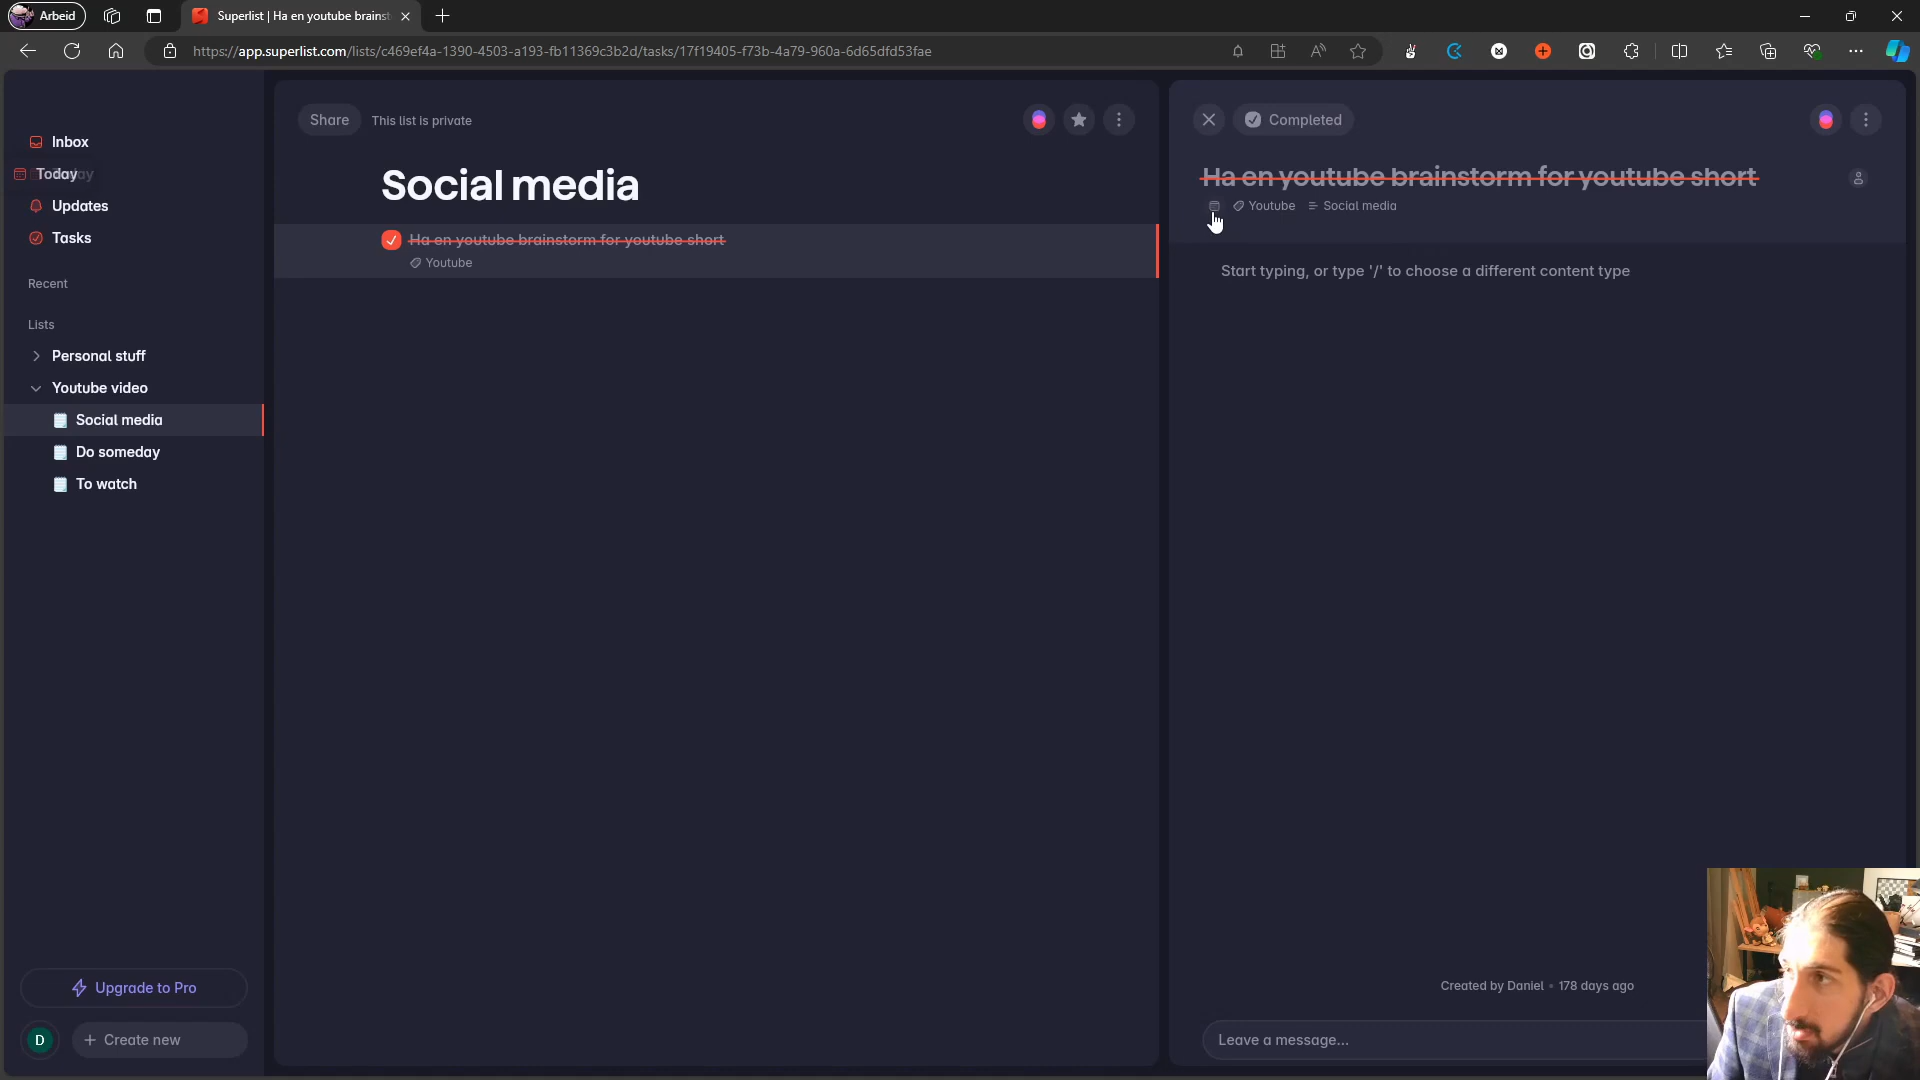 Arbeid
Superlist | Ha en youtube brainst
https://app.superlist.com/lists/c469ef4a-1390-4503-a193-fb11369c3b2d/tasks/17f19405-f73b-4a79-960a-6d65dfd53fae
Inbox
Today
Updates
Tasks
Recent
Lists
Personal stuff
Youtube video
Social media
Do someday
To watch
Upgrade to Pro
D
+ Create new
Share
This list is private
Social media
Ha en youtube brainstorm for youtube short
Youtube
Completed
Ha en youtube brainstorm for youtube short
Youtube
Social media
Start typing, or type '/' to choose a different content type
Created by Daniel • 178 days ago
Leave a message...